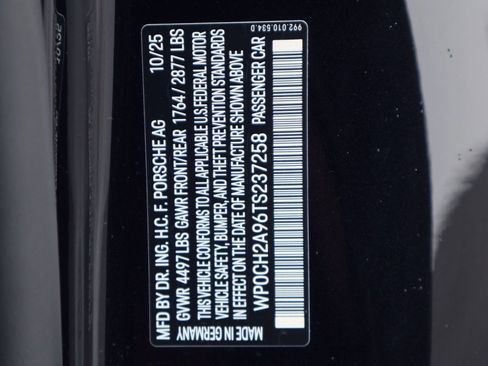 992.010.534.D
MFD BY DR. ING. H.C. F. PORSCHE AG 10/25
GVWR 4497 LBS GAWR FRONT/REAR 1764 / 2877 LBS
THIS VEHICLE CONFORMS TO ALL APPLICABLE U.S.FEDERAL MOTOR
VEHICLE SAFETY, BUMPER, AND THEFT PREVENTION STANDARDS
IN EFFECT ON THE DATE OF MANUFACTURE SHOWN ABOVE
WP0CH2A96TS237258 PASSENGER CAR
MADE IN GERMANY